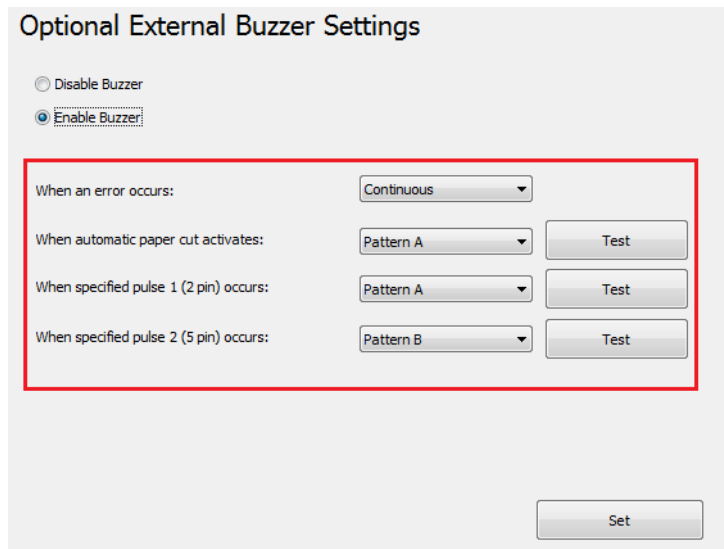 Optional External Buzzer Settings
Disable Buzzer
Enable Buzzer
When an error occurs: Continuous
When automatic paper cut activates: Pattern A Test
When specified pulse 1 (2 pin) occurs: Pattern A Test
When specified pulse 2 (5 pin) occurs: Pattern B Test
Set